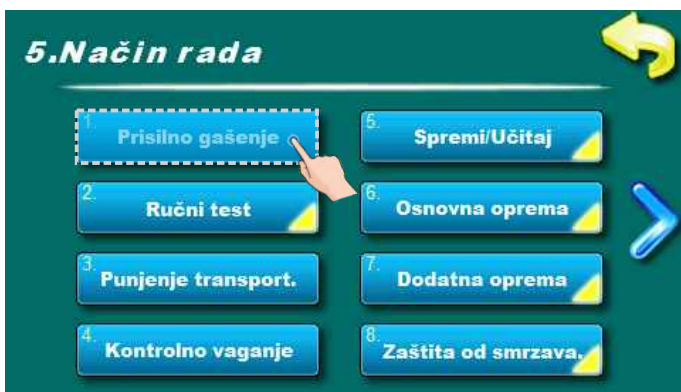 5.Način rada
1. Prisilno gašenje
2. Ručni test
3. Punjenje transport.
4. Kontrolno vaganje
5. Spremi/Učitaj
6. Osnovna oprema
7. Dodatna oprema
8. Zaštita od smrzava.